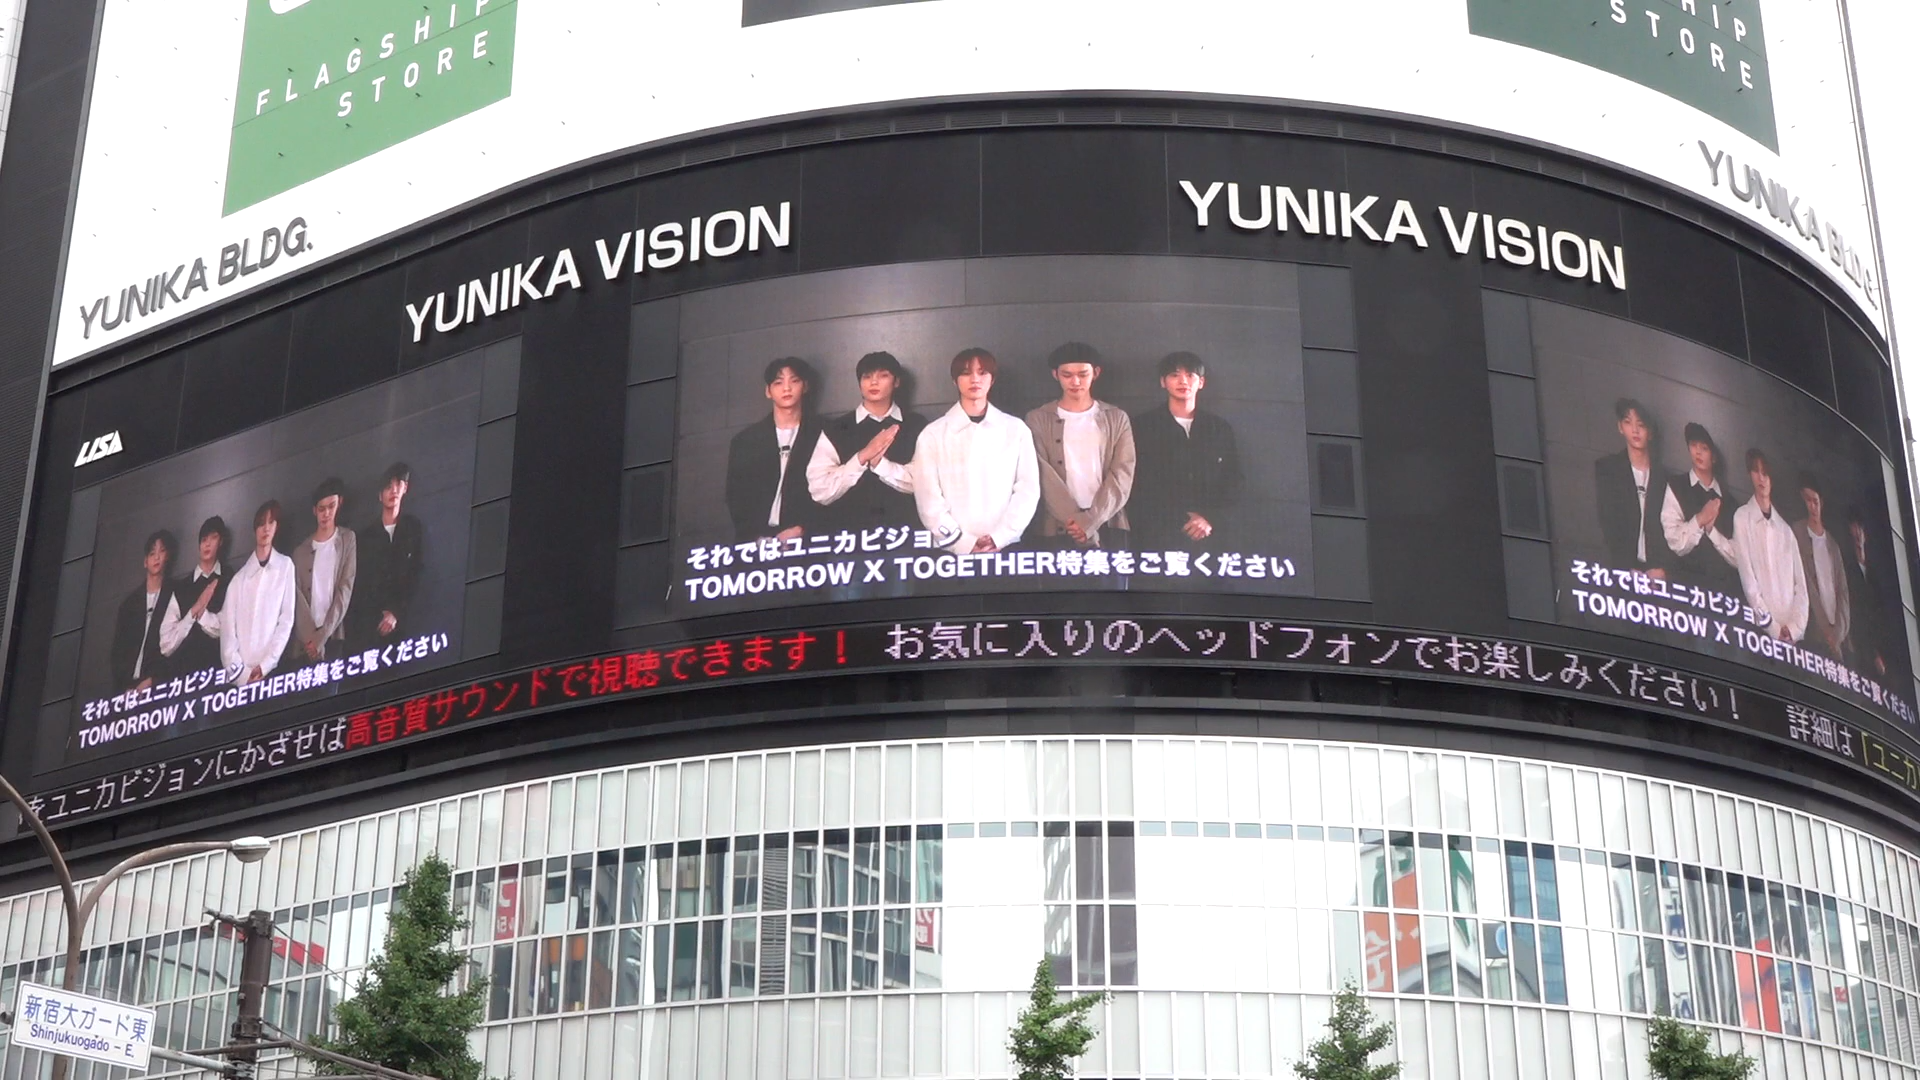 FLAGSHIP
STORE
HIP
STORE
YUNIKA BLDG.
YUNIKA VISION
YUNIKA VISION
YUNIKA BLDG.
LISA
それではユニカビジョン
TOMORROW X TOGETHER特集をご覧ください
それではユニカビジョン
TOMORROW X TOGETHER特集をご覧ください
それではユニカビジョン
TOMORROW X TOGETHER特集をご覧ください
をユニカビジョンにかざせば高音質サウンドで視聴できます！ お気に入りのヘッドフォンでお楽しみください！ 詳細は「ユニカ
新宿大ガード東
Shinjukuogado - E.